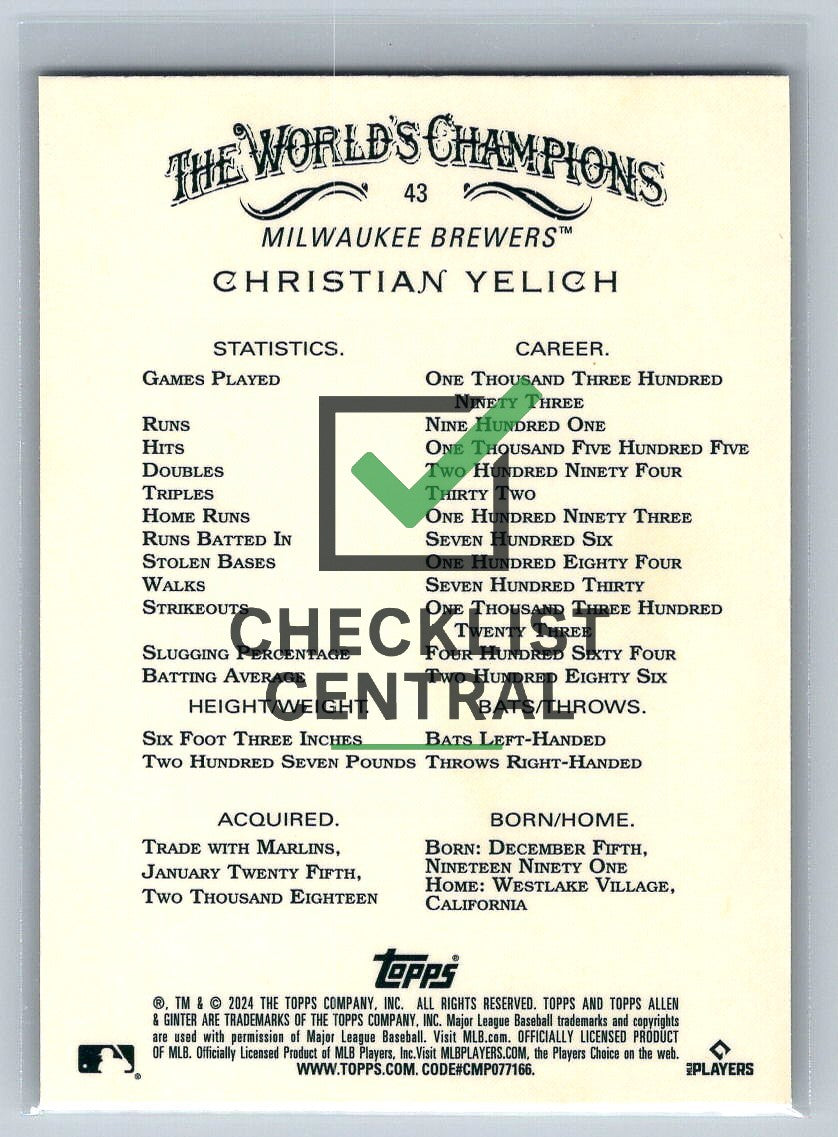 THE WORLD'S CHAMPIONS
43
MILWAUKEE BREWERS™
CHRISTIAN YELICH
STATISTICS. CAREER.
GAMES PLAYED ONE THOUSAND THREE HUNDRED
NINETY THREE
RUNS NINE HUNDRED ONE
HITS ONE THOUSAND FIVE HUNDRED FIVE
DOUBLES TWO HUNDRED NINETY FOUR
TRIPLES THIRTY TWO
HOME RUNS ONE HUNDRED NINETY THREE
RUNS BATTED IN SEVEN HUNDRED SIX
STOLEN BASES ONE HUNDRED EIGHTY FOUR
WALKS SEVEN HUNDRED THIRTY
STRIKEOUTS ONE THOUSAND THREE HUNDRED
TWENTY THREE
SLUGGING PERCENTAGE FOUR HUNDRED SIXTY FOUR
BATTING AVERAGE TWO HUNDRED EIGHTY SIX
CHECKLIST
CENTRAL
HEIGHT/WEIGHT. BATS/THROWS.
SIX FOOT THREE INCHES BATS LEFT-HANDED
TWO HUNDRED SEVEN POUNDS THROWS RIGHT-HANDED
ACQUIRED.
TRADE WITH MARLINS,
JANUARY TWENTY FIFTH,
TWO THOUSAND EIGHTEEN
BORN/HOME.
BORN: DECEMBER FIFTH,
NINETEEN NINETY ONE
HOME: WESTLAKE VILLAGE,
CALIFORNIA
Topps®
®, TM & © 2024 THE TOPPS COMPANY, INC. ALL RIGHTS RESERVED. TOPPS AND TOPPS ALLEN
& GINTER ARE TRADEMARKS OF THE TOPPS COMPANY, INC. Major League Baseball trademarks and copyrights
are used with permission of Major League Baseball. Visit MLB.com. OFFICIALLY LICENSED PRODUCT
OF MLB. Officially Licensed Product of MLB Players, Inc.Visit MLBPLAYERS.COM, the Players Choice on the web.
WWW.TOPPS.COM. CODE#CMP077166.
MLB PLAYERS